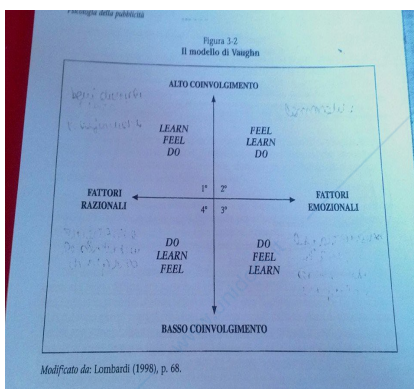 Psicologia della pubblicità
Figura 3-2
Il modello di Vaughn
ALTO COINVOLGIMENTO
LEARN
FEEL
DO
FEEL
LEARN
DO
FATTORI
RAZIONALI
1° 2°
4° 3°
FATTORI
EMOZIONALI
DO
LEARN
FEEL
DO
FEEL
LEARN
BASSO COINVOLGIMENTO
Modificato da: Lombardi (1998), p. 68.